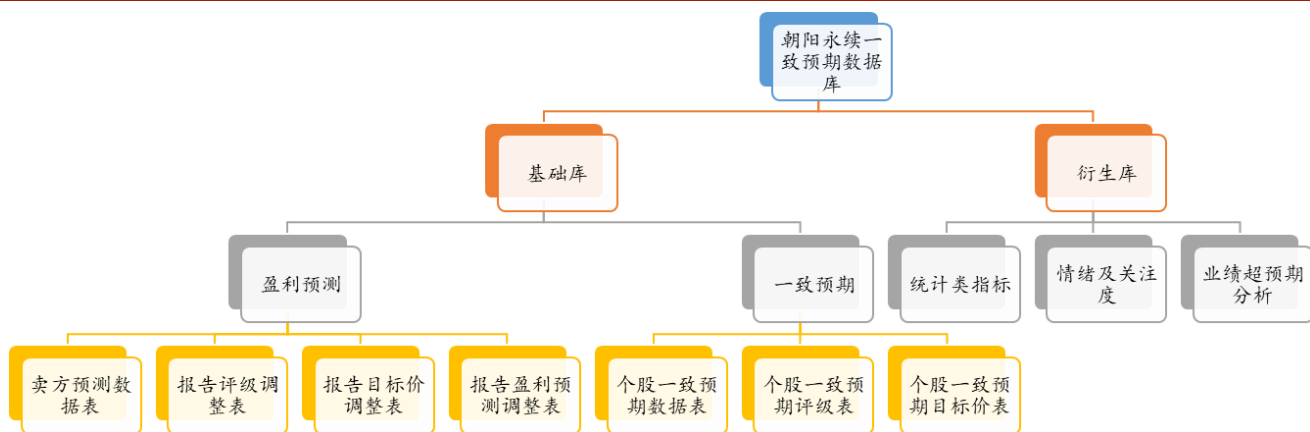 朝阳永续一
致预期数据
库
基础库
衍生库
盈利预测
一致预期
统计类指标
情绪及关注
度
业绩超预期
分析
卖方预测数
据表
报告评级调
整表
报告目标价
调整表
报告盈利预
测调整表
个股一致预
期数据表
个股一致预
期评级表
个股一致预
期目标价表